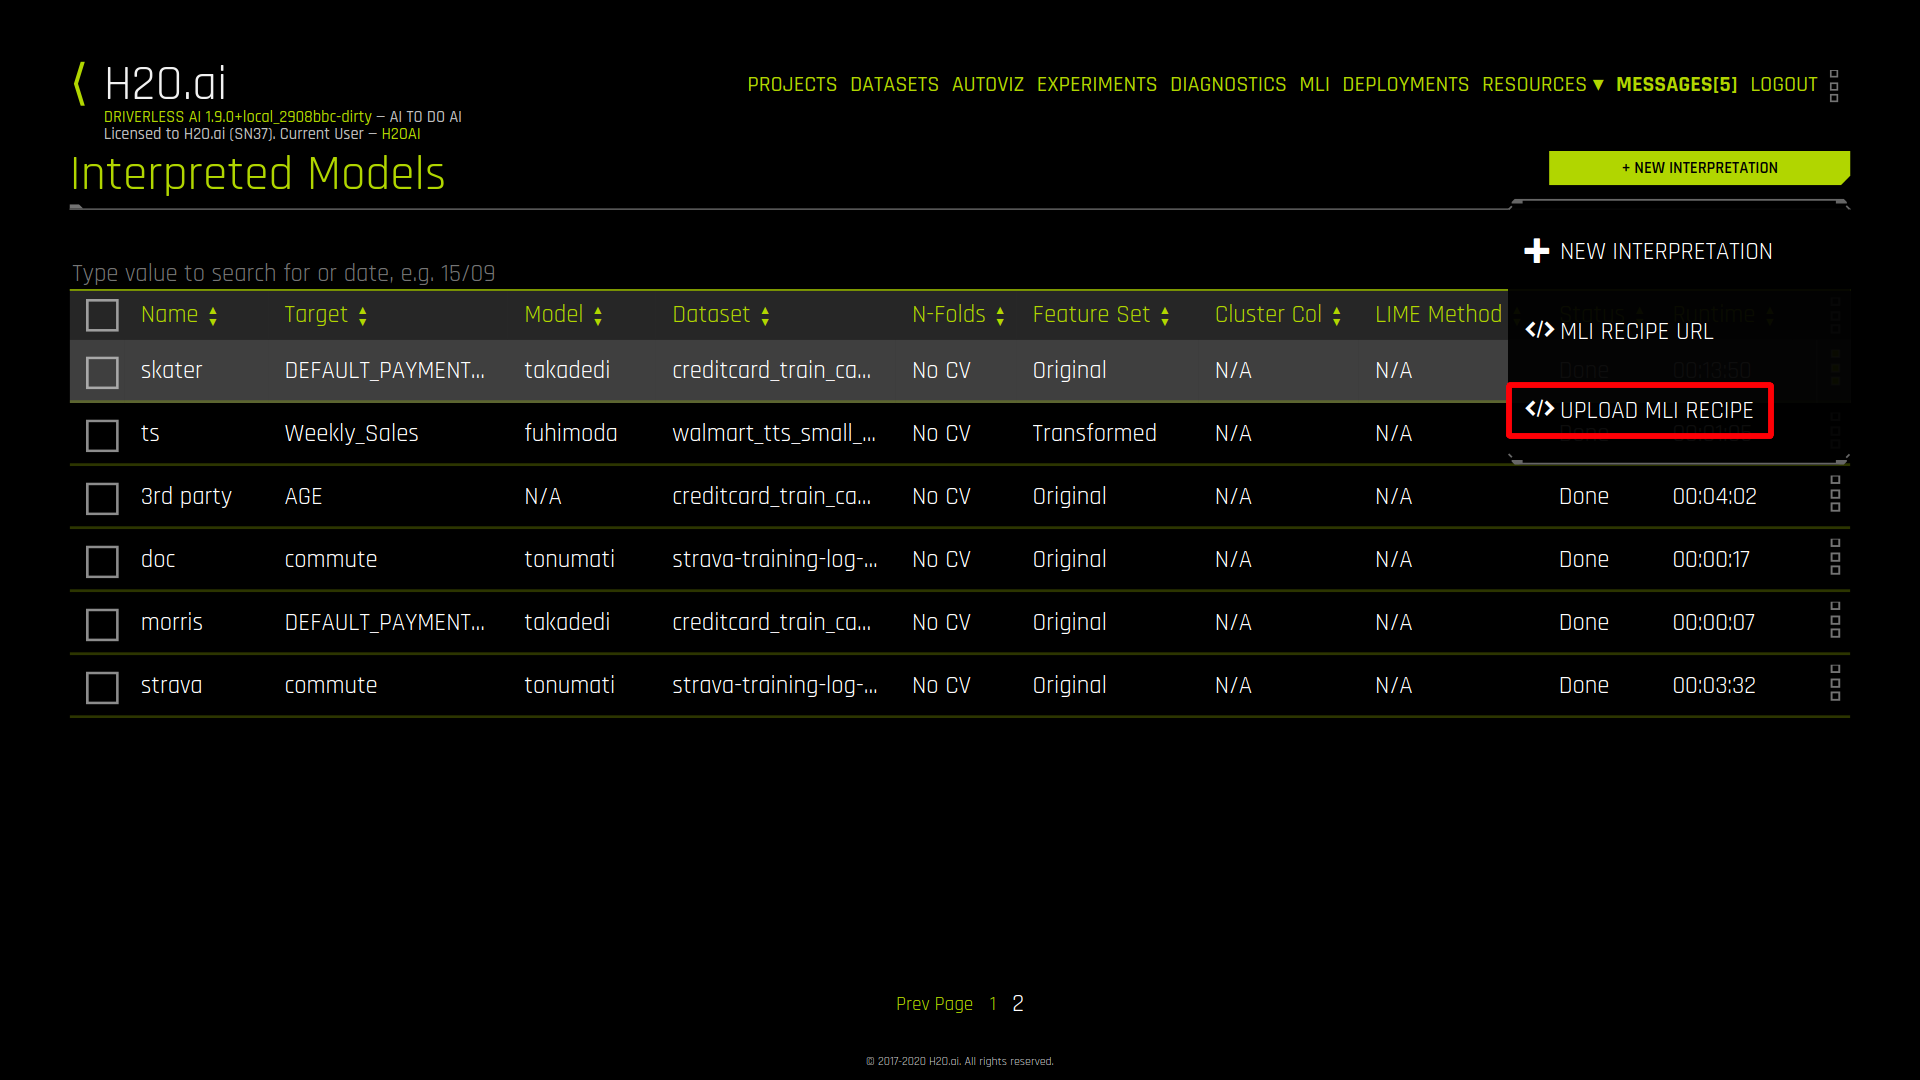 H2O.ai
PROJECTS DATASETS AUTOVIZ EXPERIMENTS DIAGNOSTICS MLI DEPLOYMENTS RESOURCES ▼ MESSAGES[5] LOGOUT
DRIVERLESS AI 1.9.0+local_2908bbc-dirty — AI TO DO AI
Licensed to H2O.ai (SN37). Current User — H2OAI
Interpreted Models
+ NEW INTERPRETATION
NEW INTERPRETATION
</> MLI RECIPE URL
</> UPLOAD MLI RECIPE
Type value to search for or date, e.g. 15/09
Name Target Model Dataset N-Folds Feature Set Cluster Col LIME Method Status Runtime
skater DEFAULT_PAYMENT... takadedi creditcard_train_ca... No CV Original N/A N/A Done 00:13:50
ts Weekly_Sales fuhimoda walmart_tts_small_... No CV Transformed N/A N/A Done
3rd party AGE N/A creditcard_train_ca... No CV Original N/A N/A Done 00:04:02
doc commute tonumati strava-training-log-... No CV Original N/A N/A Done 00:00:17
morris DEFAULT_PAYMENT... takadedi creditcard_train_ca... No CV Original N/A N/A Done 00:00:07
strava commute tonumati strava-training-log-... No CV Original N/A N/A Done 00:03:32
Prev Page 1 2
© 2017-2020 H2O.ai. All rights reserved.